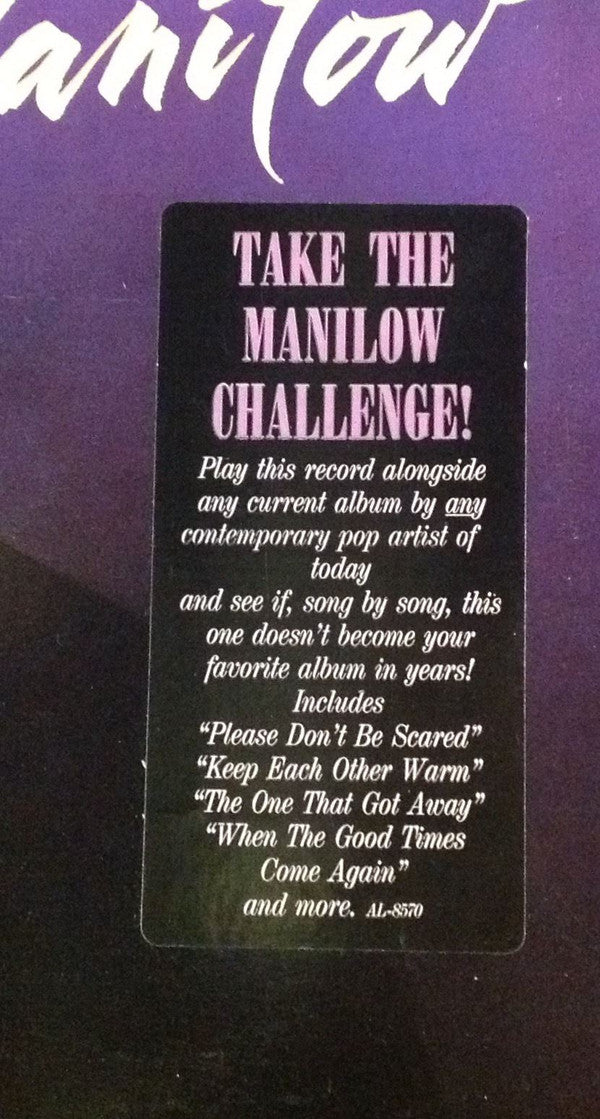 Manilow
TAKE THE
MANILOW
CHALLENGE!
Play this record alongside
any current album by any
contemporary pop artist of
today
and see if, song by song, this
one doesn't become your
favorite album in years!
Includes
“Please Don't Be Scared”
“Keep Each Other Warm”
“The One That Got Away”
“When The Good Times
Come Again”
and more. AL-8570